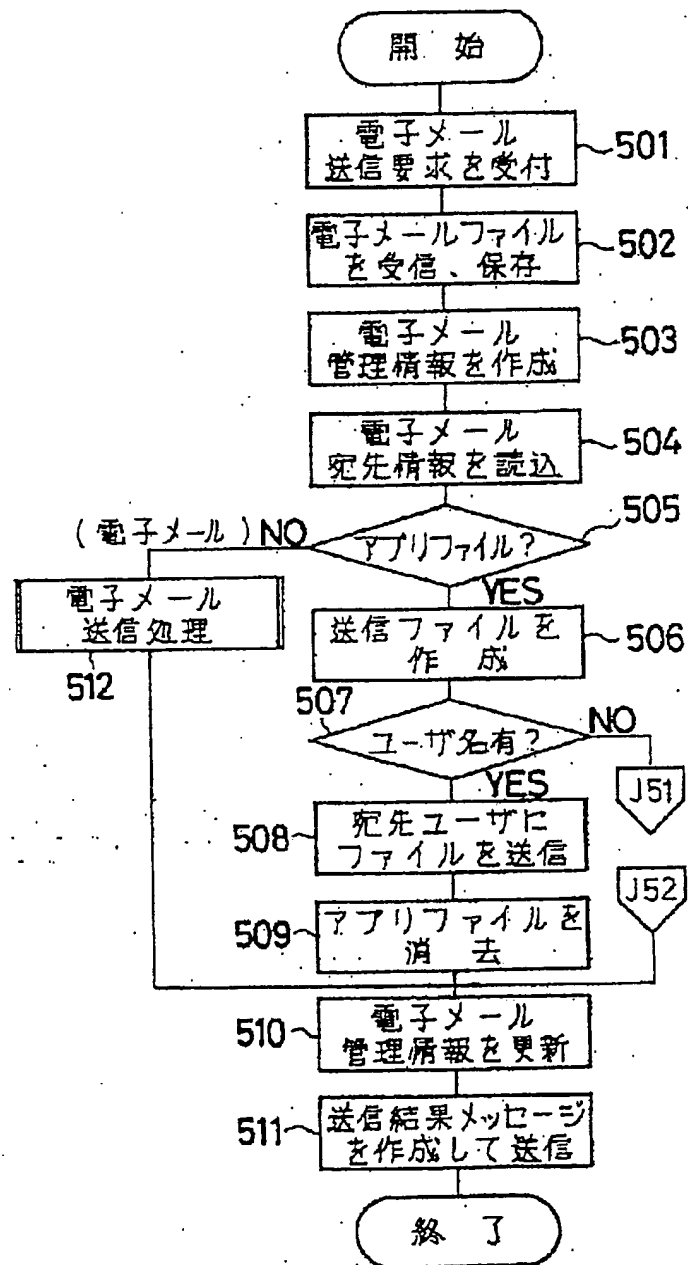 開 始
電子メール
送信要求を受付
501
電子メールファイル
を受信、保存
502
電子メール
管理情報を作成
503
電子メール
宛先情報を読込
504
アプリファイル?
505
(電子メール) NO
YES
電子メール
送信処理
512
送信ファイルを
作 成
506
507
ユーザ名有?
NO
J51
YES
508
宛先ユーザに
ファイルを送信
J52
509
アプリファイルを
消 去
510
電子メール
管理情報を更新
511
送信結果メッセージ
を作成して送信
終 了